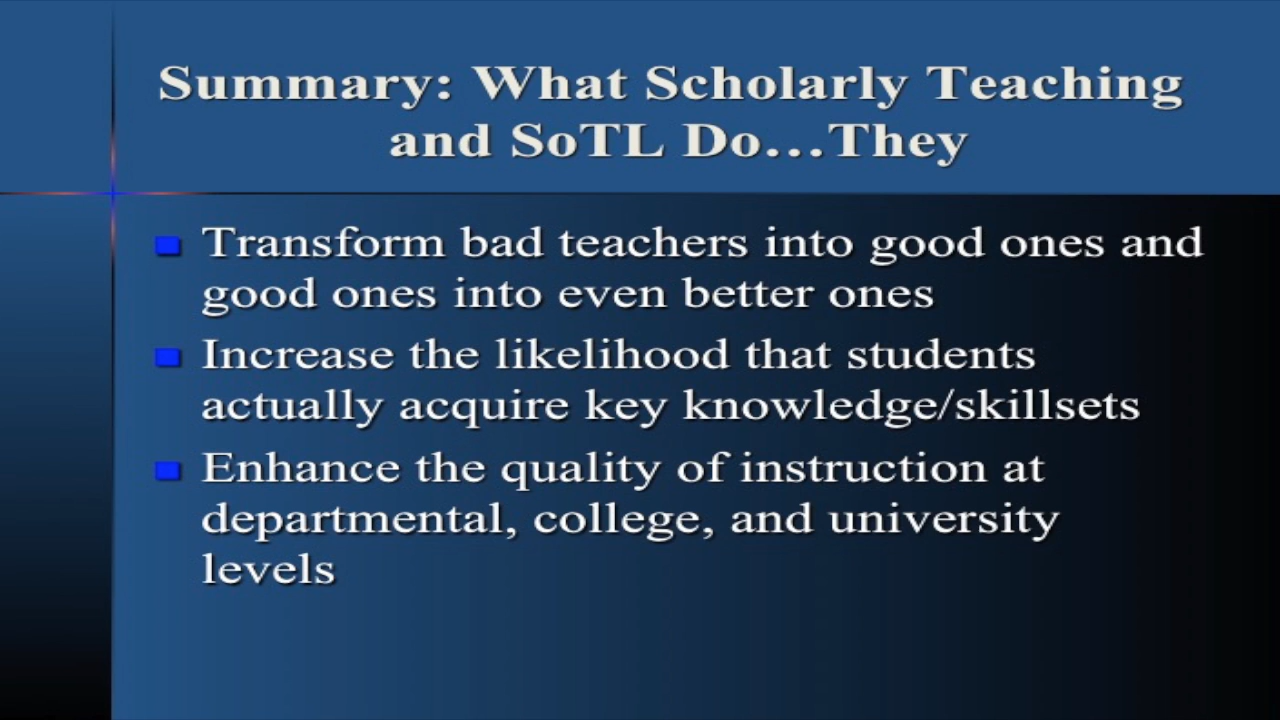 Summary: What Scholarly Teaching
and SoTL Do...They
Transform bad teachers into good ones and
good ones into even better ones
Increase the likelihood that students
actually acquire key knowledge/skillsets
Enhance the quality of instruction at
departmental, college, and university
levels